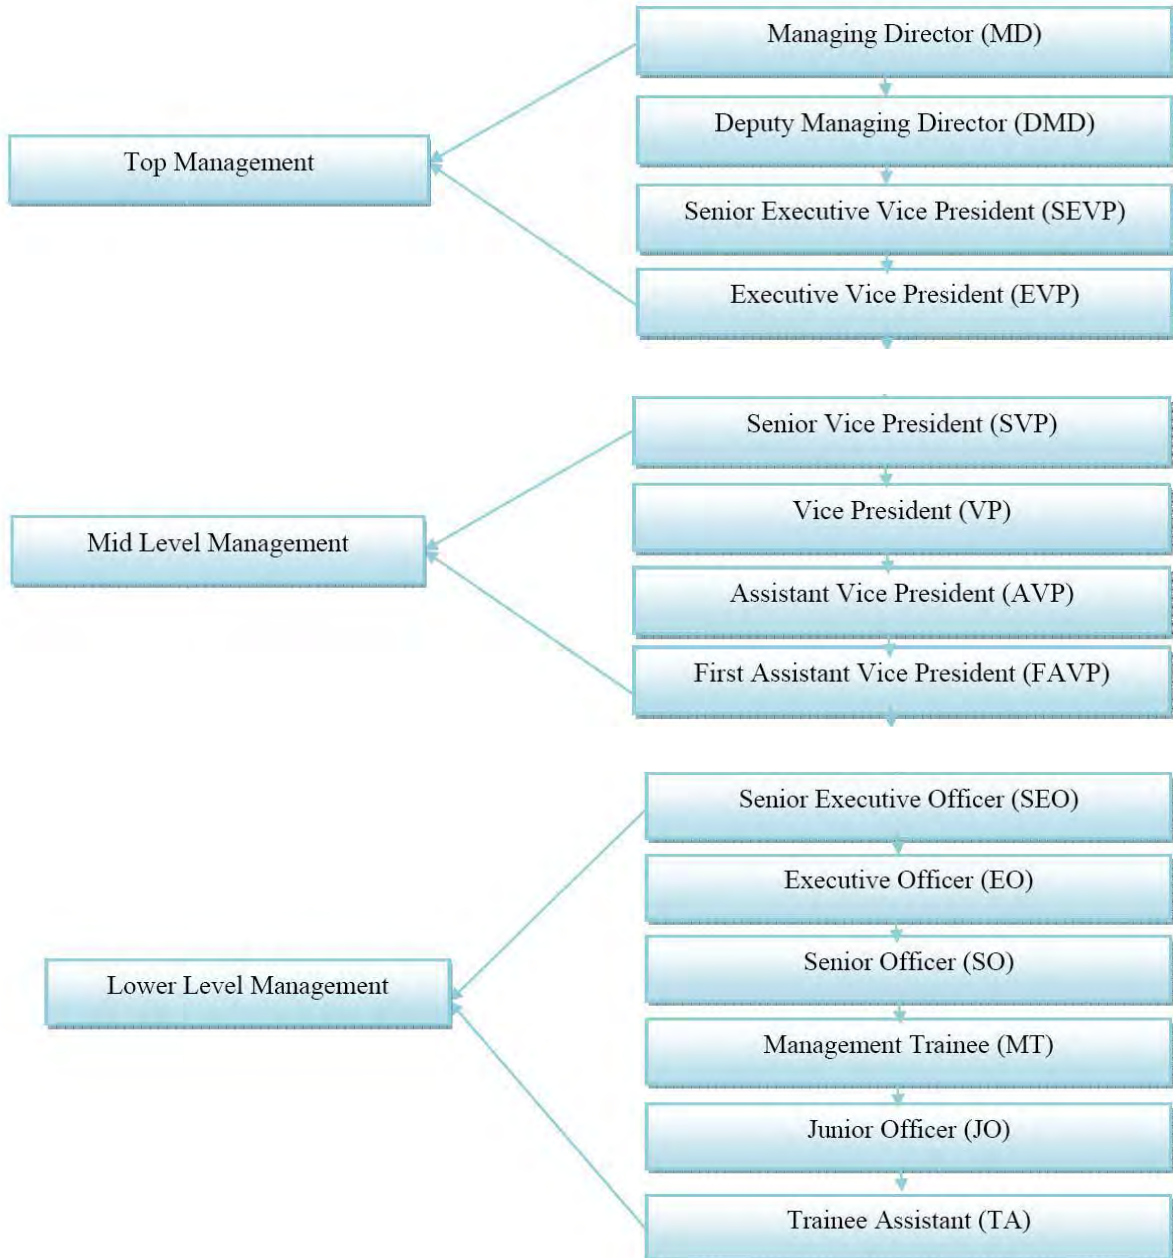 Managing Director (MD)
Deputy Managing Director (DMD)
Top Management
Senior Executive Vice President (SEVP)
Executive Vice President (EVP)
Senior Vice President (SVP)
Vice President (VP)
Mid Level Management
Assistant Vice President (AVP)
First Assistant Vice President (FAVP)
Senior Executive Officer (SEO)
Executive Officer (EO)
Senior Officer (SO)
Lower Level Management
Management Trainee (MT)
Junior Officer (JO)
Trainee Assistant (TA)